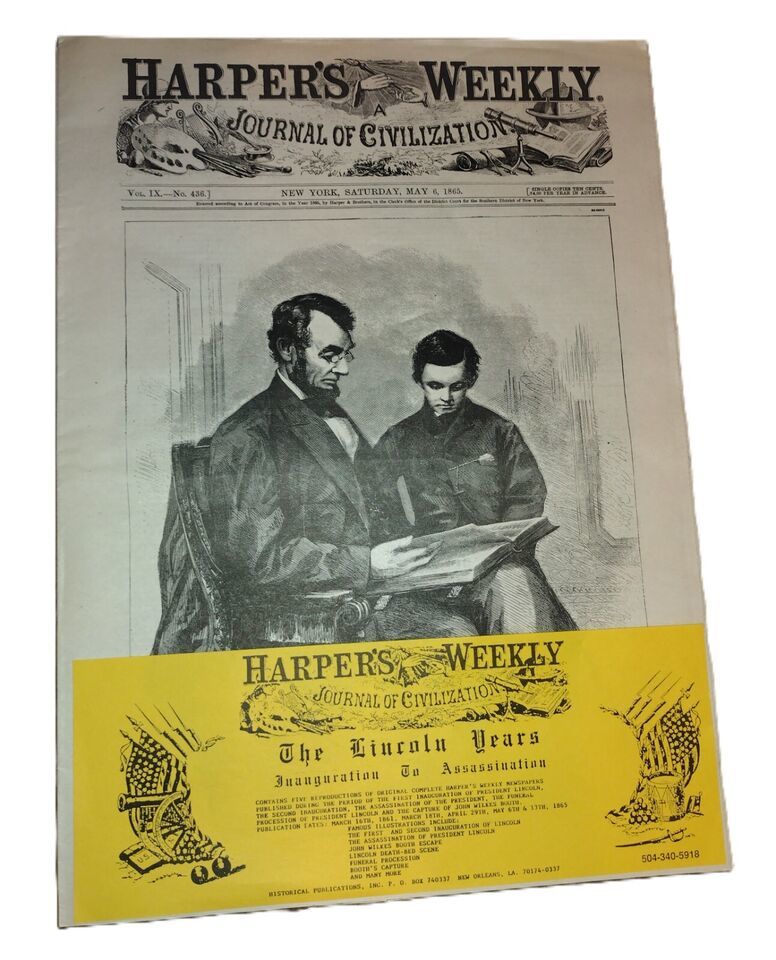 HARPER'S WEEKLY.
A
JOURNAL OF CIVILIZATION
VOL. IX.—No. 436.] NEW YORK, SATURDAY, MAY 6, 1865. [SINGLE COPIES TEN CENTS.
$4.00 PER YEAR IN ADVANCE.
Entered according to Act of Congress, in the Year 1865, by Harper & Brothers, in the Clerk's Office of the District Court for the Southern District of New York.
HARPER'S WEEKLY
JOURNAL OF CIVILIZATION
The Lincoln Years
Inauguration To Assassination
CONTAINS FIVE REPRODUCTIONS OF ORIGINAL COMPLETE HARPER'S WEEKLY NEWSPAPERS
PUBLISHED DURING THE PERIOD OF THE FIRST INAUGURATION OF PRESIDENT LINCOLN,
THE SECOND INAUGURATION, THE ASSASSINATION OF THE PRESIDENT, THE FUNERAL
PROCESSION OF PRESIDENT LINCOLN AND THE CAPTURE OF JOHN WILKES BOOTH.
PUBLICATION DATES: MARCH 16TH, 1861, MARCH 18TH, APRIL 29TH, MAY 6TH & 13TH, 1865
FAMOUS ILLUSTRATIONS INCLUDE:
THE FIRST AND SECOND INAUGURATION OF LINCOLN
THE ASSASSINATION OF PRESIDENT LINCOLN
JOHN WILKES BOOTH ESCAPE
LINCOLN DEATH-BED SCENE
FUNERAL PROCESSION
BOOTH'S CAPTURE
AND MANY MORE
U.S
504-340-5918
HISTORICAL PUBLICATIONS, INC. P. O. BOX 740337 NEW ORLEANS, LA. 70174-0337